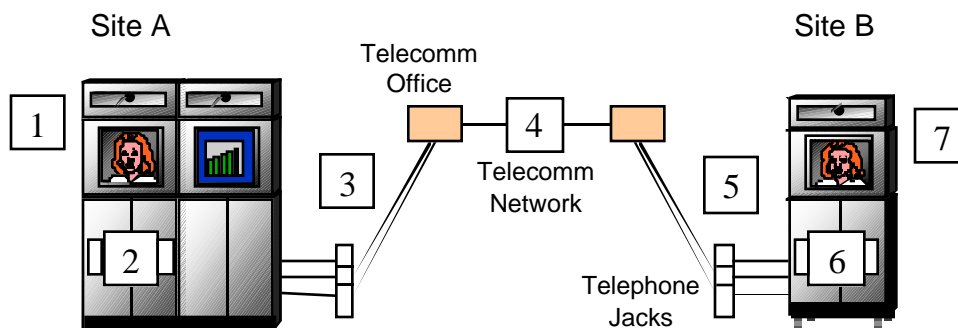 Site A
Site B
Telecomm
Office
1
4
7
3
Telecomm
Network
5
2
6
Telephone
Jacks